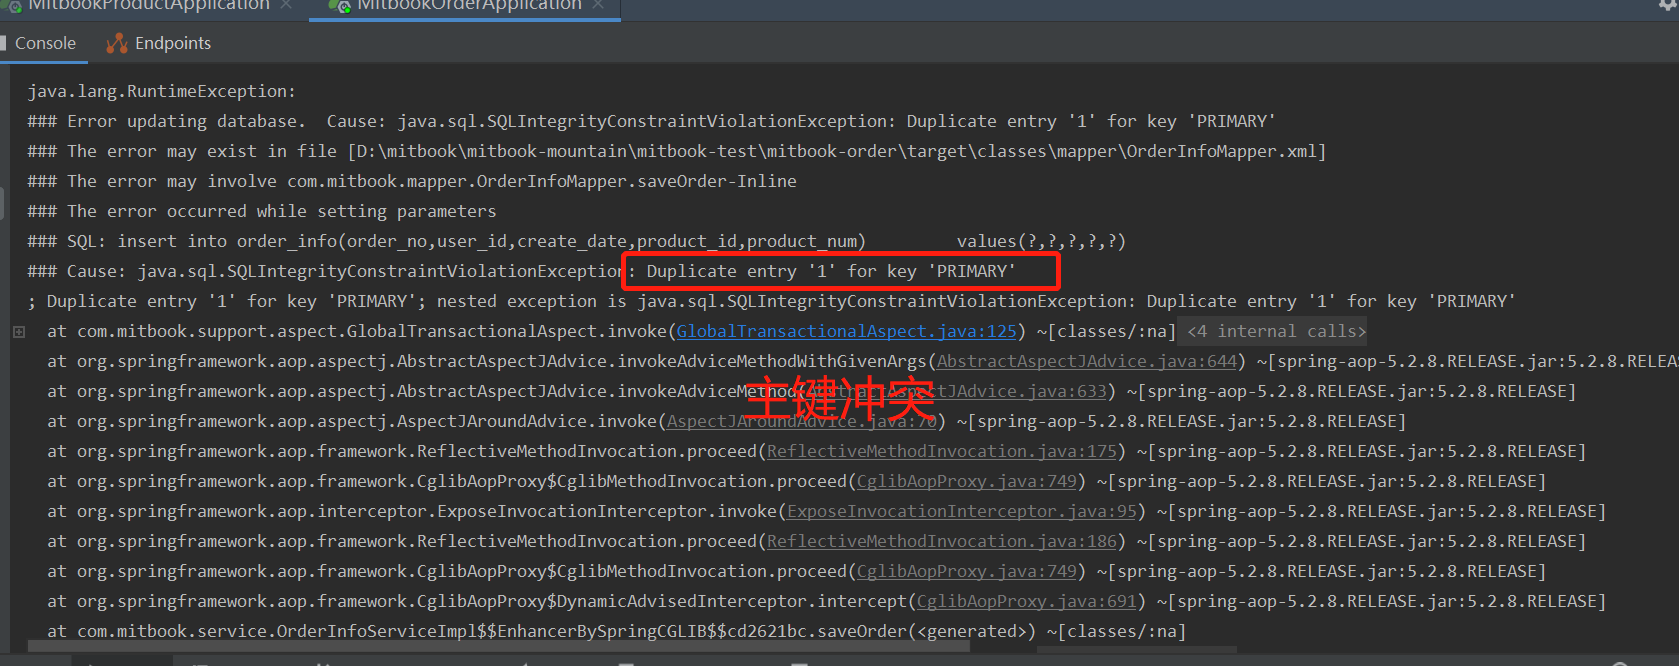 MitbookProductApplication MitbookOrderApplication
Console Endpoints
java.lang.RuntimeException:
### Error updating database.  Cause: java.sql.SQLIntegrityConstraintViolationException: Duplicate entry '1' for key 'PRIMARY'
### The error may exist in file [D:\mitbook\mitbook-mountain\mitbook-test\mitbook-order\target\classes\mapper\OrderInfoMapper.xml]
### The error may involve com.mitbook.mapper.OrderInfoMapper.saveOrder-Inline
### The error occurred while setting parameters
### SQL: insert into order_info(order_no,user_id,create_date,product_id,product_num)         values(?,?,?,?,?)
### Cause: java.sql.SQLIntegrityConstraintViolationException: Duplicate entry '1' for key 'PRIMARY'
; Duplicate entry '1' for key 'PRIMARY'; nested exception is java.sql.SQLIntegrityConstraintViolationException: Duplicate entry '1' for key 'PRIMARY'
at com.mitbook.support.aspect.GlobalTransactionalAspect.invoke(GlobalTransactionalAspect.java:125) ~[classes/:na] <4 internal calls>
at org.springframework.aop.aspectj.AbstractAspectJAdvice.invokeAdviceMethodWithGivenArgs(AbstractAspectJAdvice.java:644) ~[spring-aop-5.2.8.RELEASE.jar:5.2.8.RELEAS
at org.springframework.aop.aspectj.AbstractAspectJAdvice.invokeAdviceMethod(AbstractAspectJAdvice.java:633) ~[spring-aop-5.2.8.RELEASE.jar:5.2.8.RELEASE]
主键冲突
at org.springframework.aop.aspectj.AspectJAroundAdvice.invoke(AspectJAroundAdvice.java:70) ~[spring-aop-5.2.8.RELEASE.jar:5.2.8.RELEASE]
at org.springframework.aop.framework.ReflectiveMethodInvocation.proceed(ReflectiveMethodInvocation.java:175) ~[spring-aop-5.2.8.RELEASE.jar:5.2.8.RELEASE]
at org.springframework.aop.framework.CglibAopProxy$CglibMethodInvocation.proceed(CglibAopProxy.java:749) ~[spring-aop-5.2.8.RELEASE.jar:5.2.8.RELEASE]
at org.springframework.aop.interceptor.ExposeInvocationInterceptor.invoke(ExposeInvocationInterceptor.java:95) ~[spring-aop-5.2.8.RELEASE.jar:5.2.8.RELEASE]
at org.springframework.aop.framework.ReflectiveMethodInvocation.proceed(ReflectiveMethodInvocation.java:186) ~[spring-aop-5.2.8.RELEASE.jar:5.2.8.RELEASE]
at org.springframework.aop.framework.CglibAopProxy$CglibMethodInvocation.proceed(CglibAopProxy.java:749) ~[spring-aop-5.2.8.RELEASE.jar:5.2.8.RELEASE]
at org.springframework.aop.framework.CglibAopProxy$DynamicAdvisedInterceptor.intercept(CglibAopProxy.java:691) ~[spring-aop-5.2.8.RELEASE.jar:5.2.8.RELEASE]
at com.mitbook.service.OrderInfoServiceImpl$$EnhancerBySpringCGLIB$$cd2621bc.saveOrder(<generated>) ~[classes/:na]